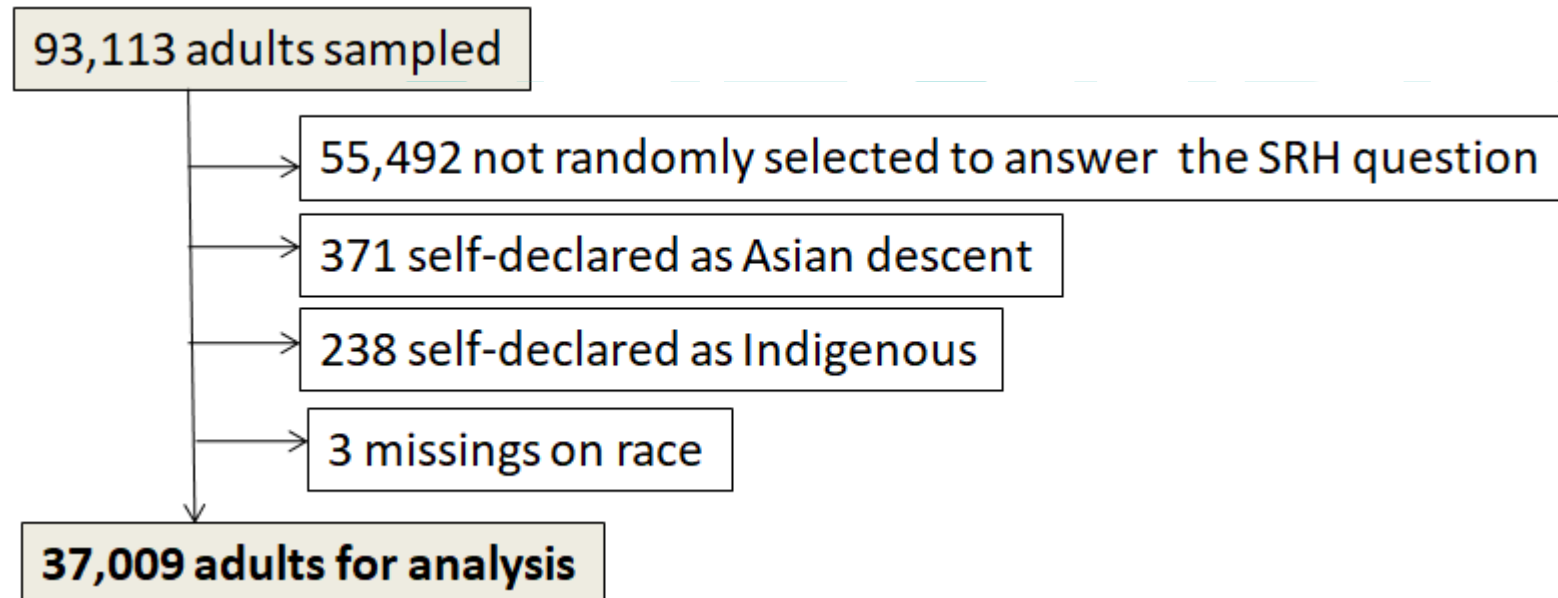 93,113 adults sampled
55,492 not randomly selected to answer the SRH question
371 self-declared as Asian descent
238 self-declared as Indigenous
3 missings on race
37,009 adults for analysis